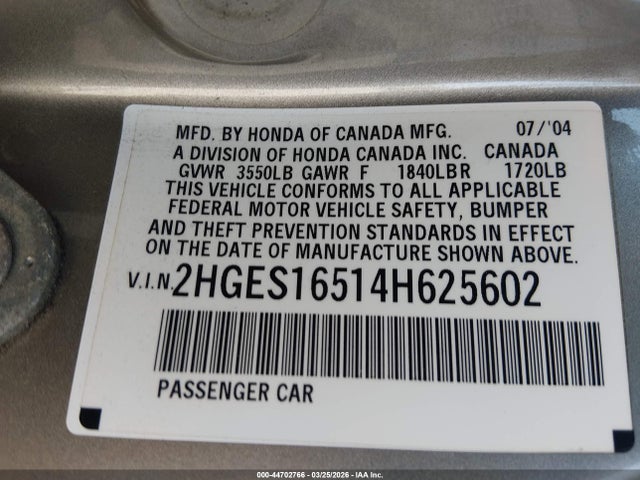 MFD. BY HONDA OF CANADA MFG. 07/'04
A DIVISION OF HONDA CANADA INC. CANADA
GVWR 3550LB GAWR F 1840LB R 1720LB
THIS VEHICLE CONFORMS TO ALL APPLICABLE
FEDERAL MOTOR VEHICLE SAFETY, BUMPER
AND THEFT PREVENTION STANDARDS IN EFFECT
ON THE DATE OF MANUFACTURE SHOWN ABOVE.
V.I.N. 2HGES16514H625602
PASSENGER CAR
000-44702766 - 03/25/2026 - IAA Inc.